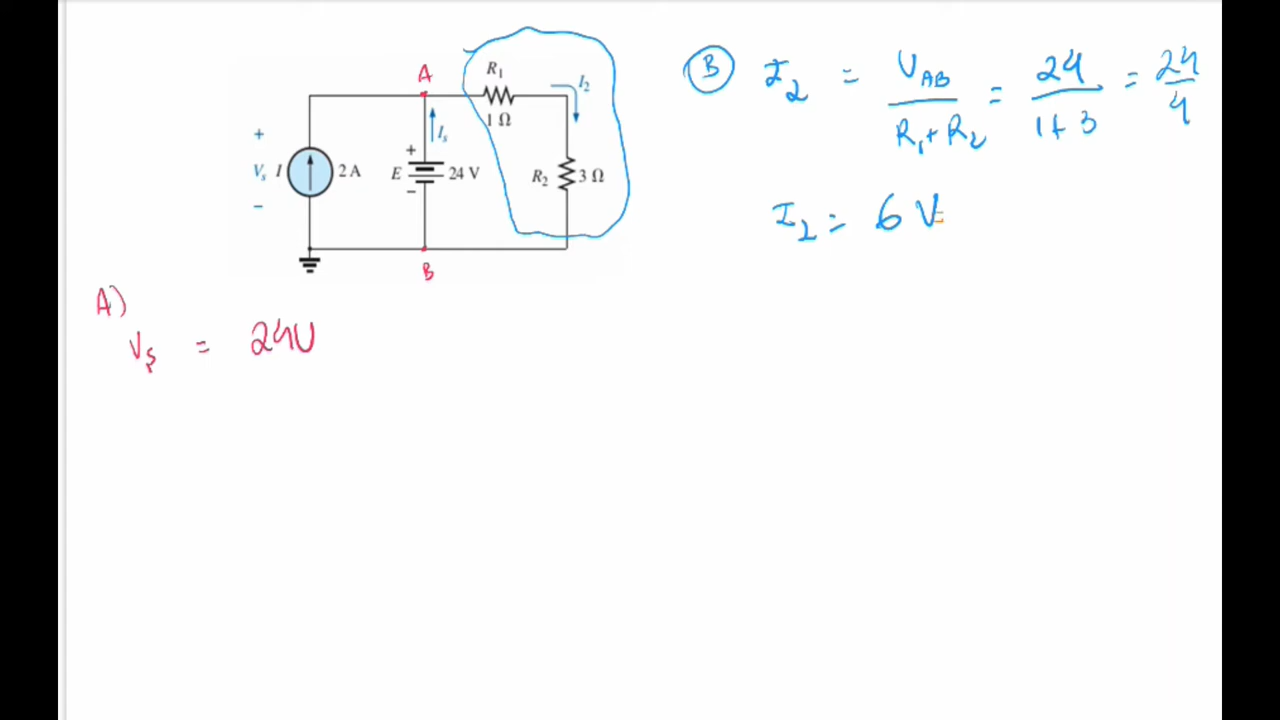 A
R₁
I₂
1 Ω
+
Vₛ
−
I
2 A
Iₛ
+
E
24 V
−
R₂
3 Ω
B
A)
Vₛ = 24V
B I₂ = V_AB / (R₁ + R₂) = 24 / (1 + 3) = 24 / 4
I₂ = 6 V